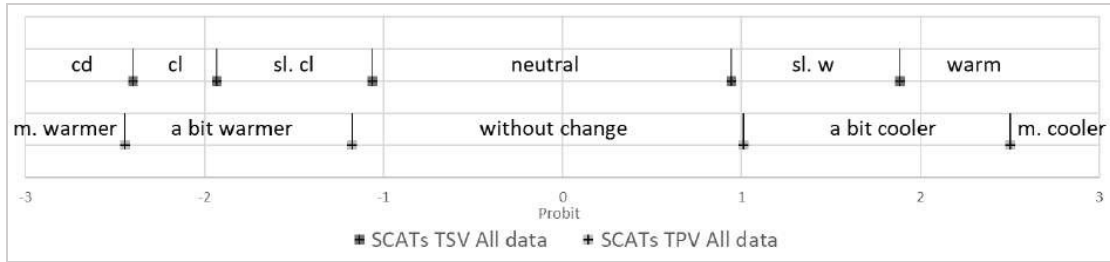 cd cl sl. cl neutral sl. w warm
m. warmer a bit warmer without change a bit cooler m. cooler
-3 -2 -1 0 1 2 3
Probit
SCATs TSV All data SCATs TPV All data